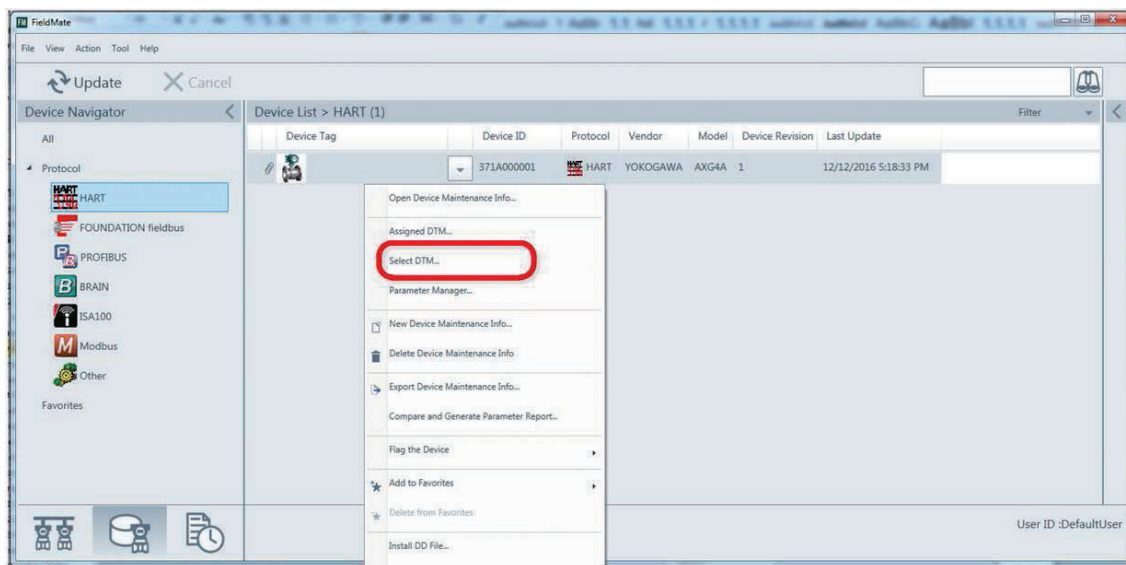 FieldMate
File View Action Tool Help
Update Cancel
Device Navigator
Device List > HART (1)
Filter
All
Device Tag Device ID Protocol Vendor Model Device Revision Last Update
Protocol
371A000001 HART YOKOGAWA AXG4A 1 12/12/2016 5:18:33 PM
HART
FOUNDATION fieldbus
PROFIBUS
BRAIN
ISA100
Modbus
Other
Favorites
Open Device Maintenance Info...
Assigned DTM...
Select DTM...
Parameter Manager...
New Device Maintenance Info...
Delete Device Maintenance Info
Export Device Maintenance Info...
Compare and Generate Parameter Report...
Flag the Device
Add to Favorites
Delete from Favorites
Install DD File...
User ID :DefaultUser